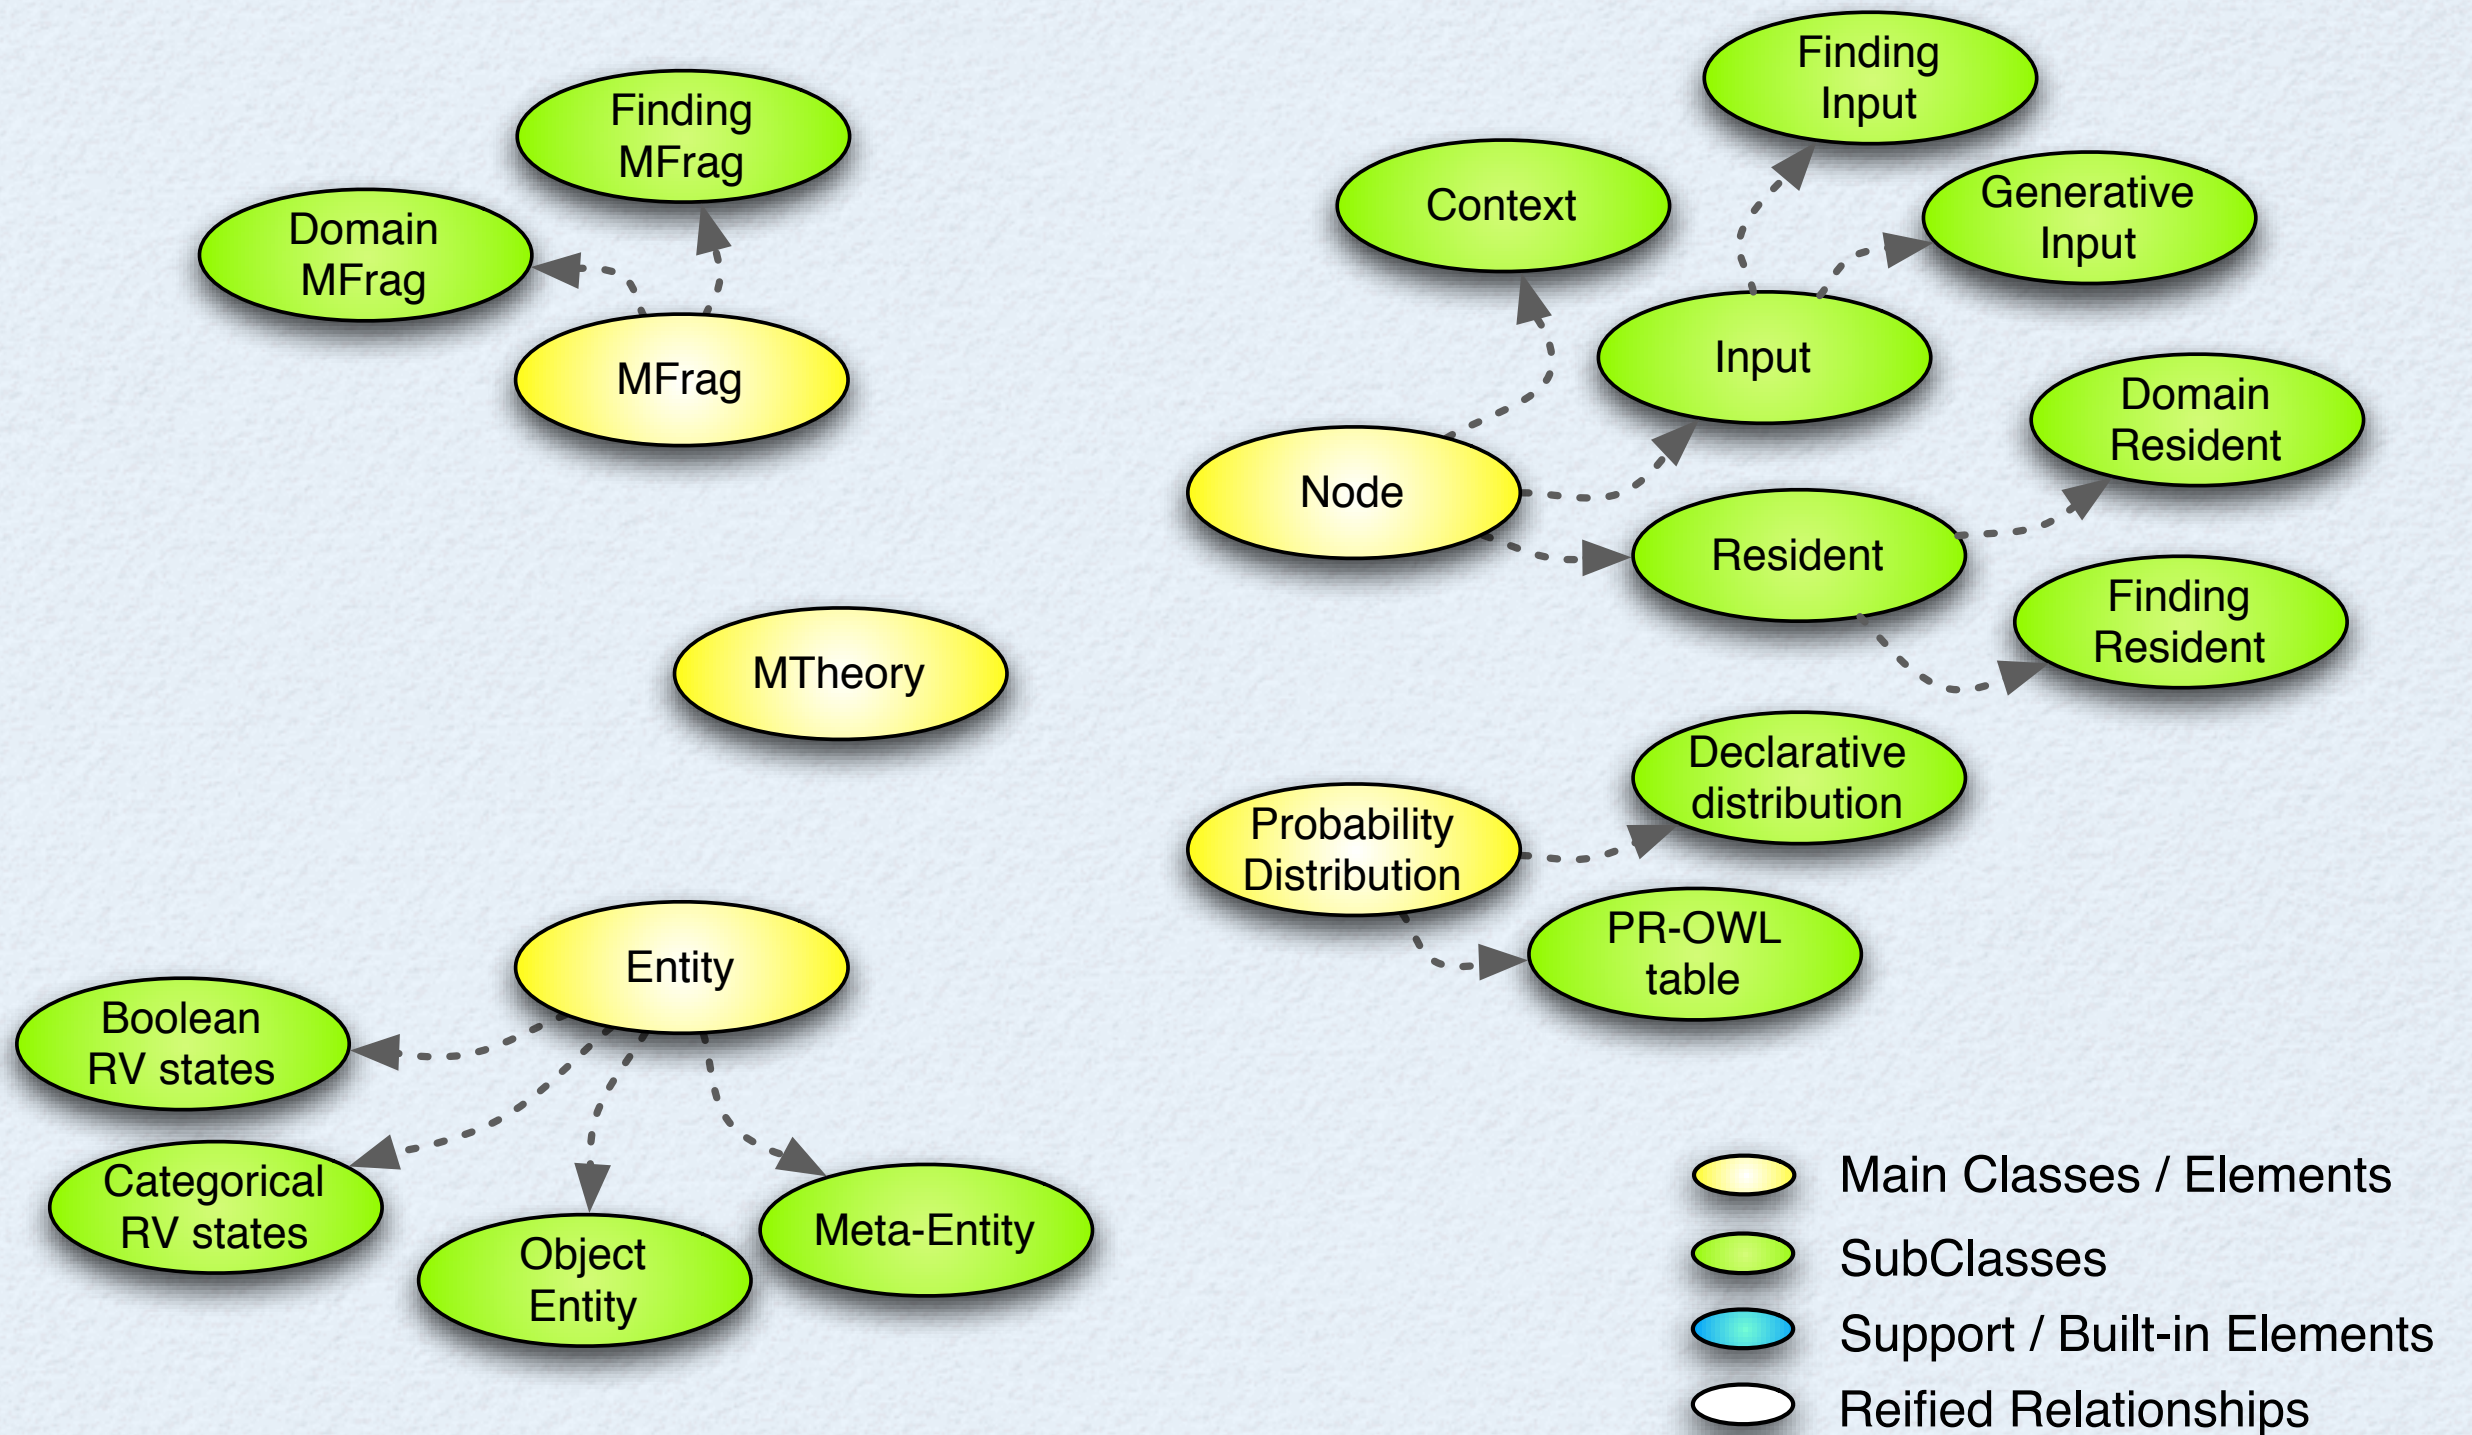 Finding
MFrag
Domain
MFrag
MFrag
MTheory
Entity
Boolean
RV states
Categorical
RV states
Object
Entity
Meta-Entity
Finding
Input
Context
Generative
Input
Input
Domain
Resident
Node
Resident
Finding
Resident
Declarative
distribution
Probability
Distribution
PR-OWL
table
Main Classes / Elements
SubClasses
Support / Built-in Elements
Reified Relationships